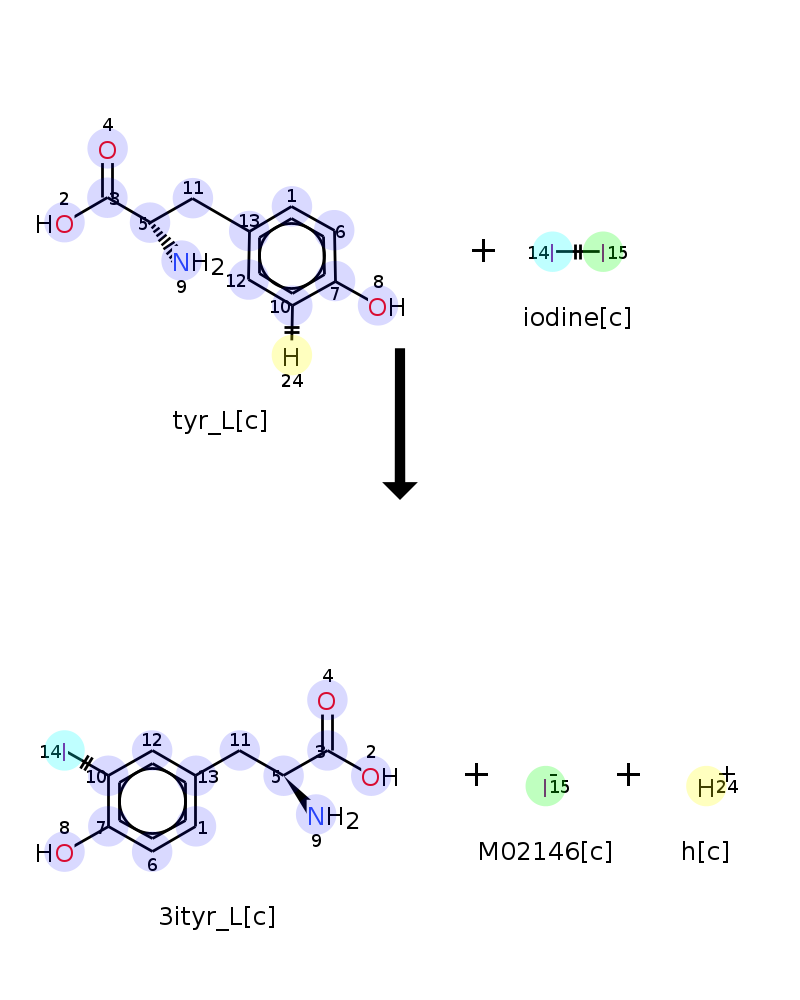 4
O
2
3
11
1
HO
5
13
6
NH2
9
12
10
7
8
OH
H
24
+
14 I I 15
iodine[c]
tyr_L[c]
4
O
14 I
12
11
3
2
10
13
5
OH
8
7
1
NH2
HO
6
9
+
I⁻ 15
+
H⁺ 24
M02146[c]
h[c]
3ityr_L[c]